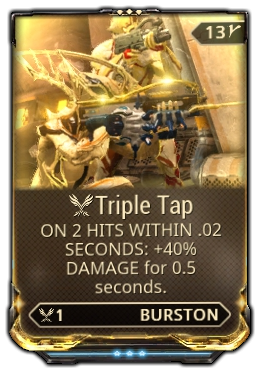 13
Triple Tap
ON 2 HITS WITHIN .02
SECONDS: +40%
DAMAGE for 0.5
seconds.
1 BURSTON